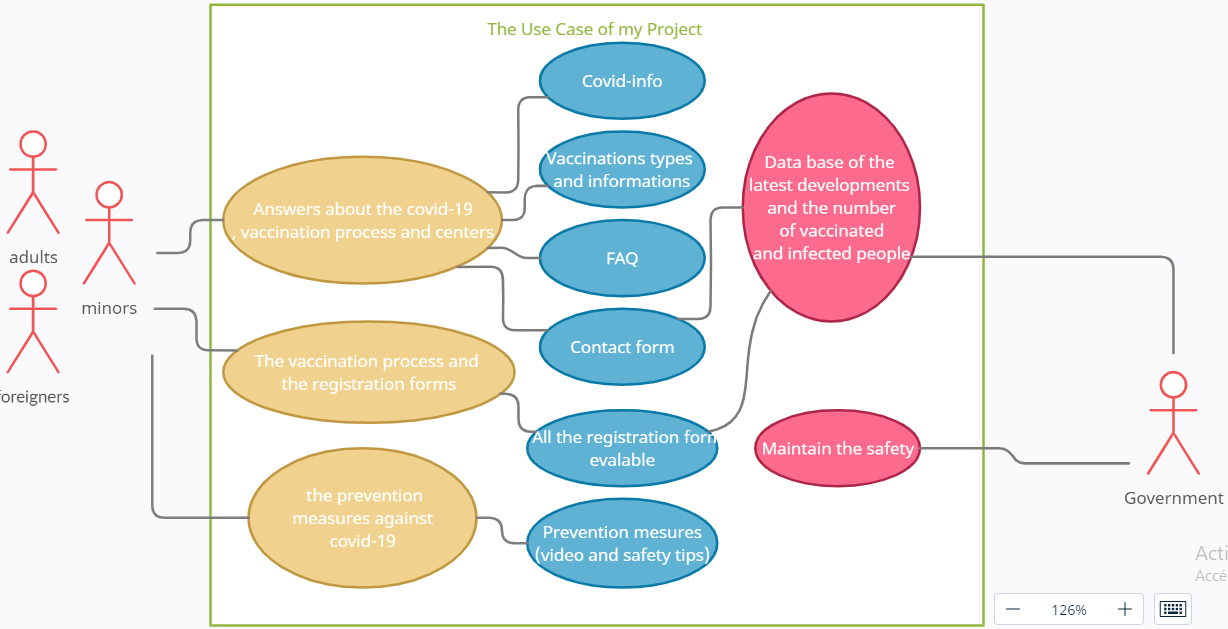 The Use Case of my Project
Covid-info
Vaccinations types
and informations
FAQ
Contact form
All the registration form
evalable
Prevention mesures
(video and safety tips)
Answers about the covid-19
, vaccination process and centers
The vaccination process and
the registration forms
the prevention
measures against
covid-19
Data base of the
latest developments
and the number
of vaccinated
and infected people
Maintain the safety
adults
minors
foreigners
Government
Acti
Accé
126%